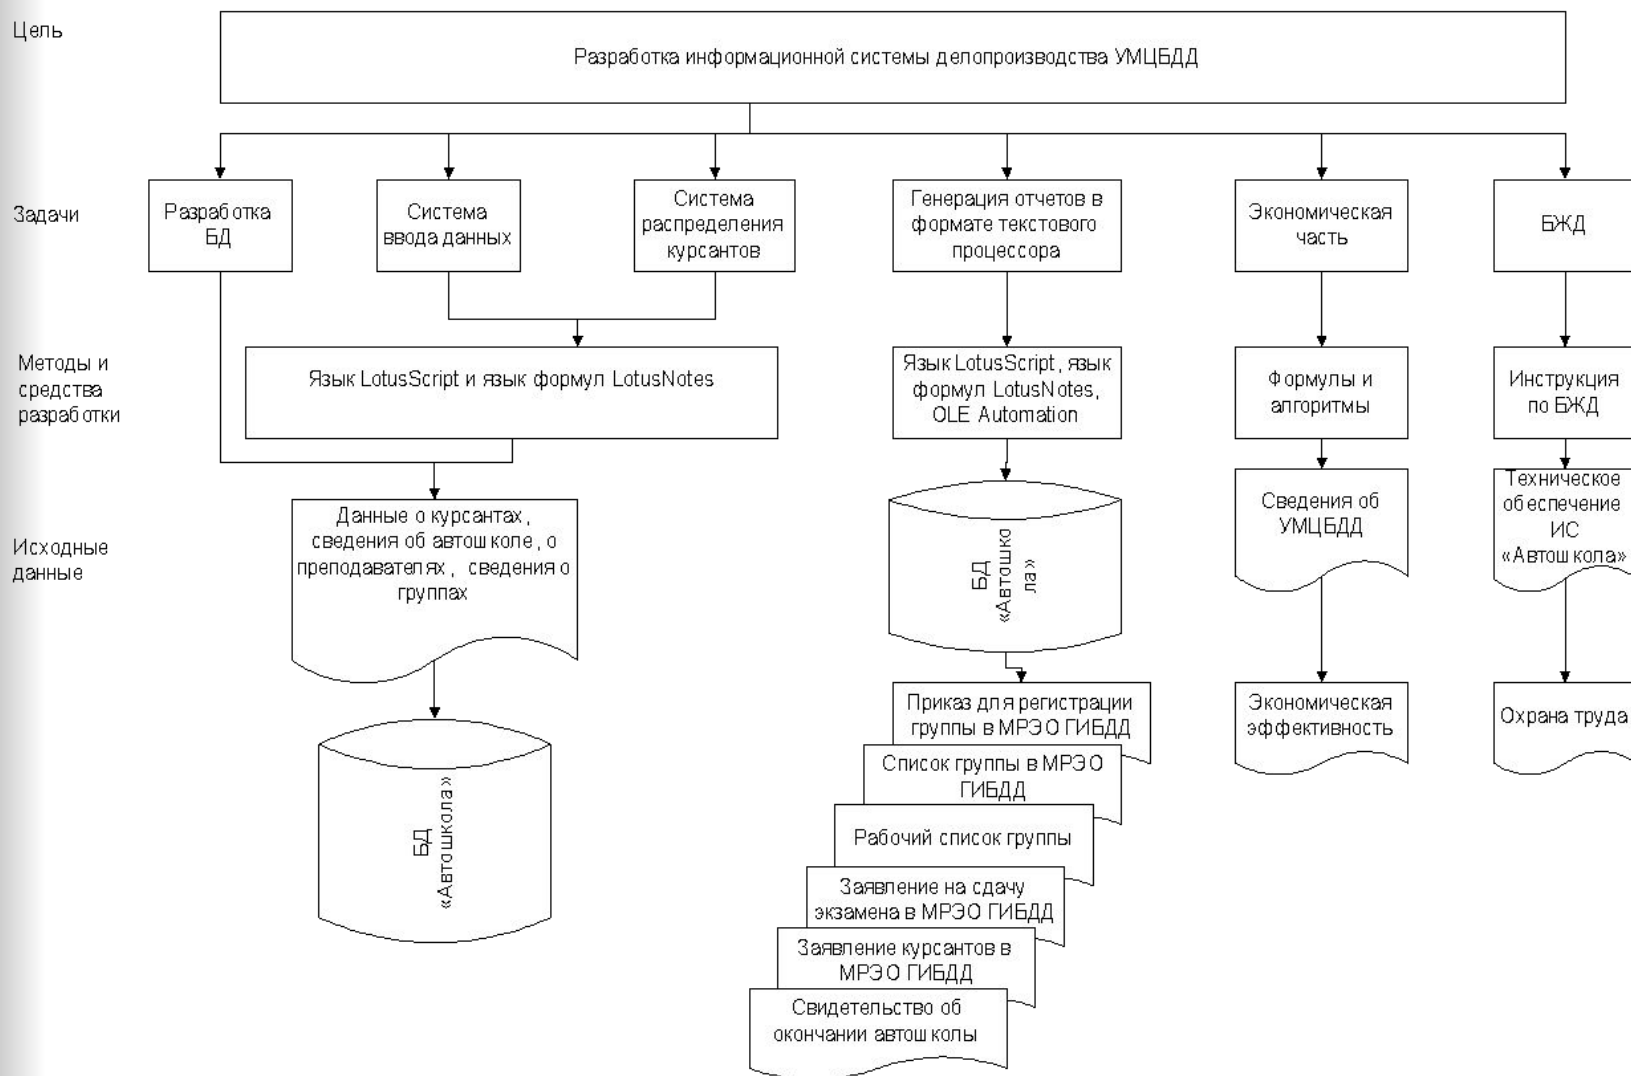 Цель
Разработка информационной системы делопроизводства УМЦБДД
Задачи
Разработка
БД
Система
ввода данных
Система
распределения
курсантов
Генерация отчетов в
формате текстового
процессора
Экономическая
часть
БЖД
Методы и
средства
разработки
Язык LotusScript и язык формул LotusNotes
Язык LotusScript, язык
формул LotusNotes,
OLE Automation
Формулы и
алгоритмы
Инструкция
по БЖД
Исходные
данные
Данные о курсантах,
сведения об автошколе, о
преподавателях, сведения о
группах
БД
«Автошко
ла»
Сведения об
УМЦБДД
Техническое
обеспечение
ИС
«Автошкола»
БД
«Автошкола»
Приказ для регистрации
группы в МРЭО ГИБДД
Список группы в МРЭО
ГИБДД
Рабочий список группы
Заявление на сдачу
экзамена в МРЭО ГИБДД
Заявление курсантов в
МРЭО ГИБДД
Свидетельство об
окончании автошколы
Экономическая
эффективность
Охрана труда